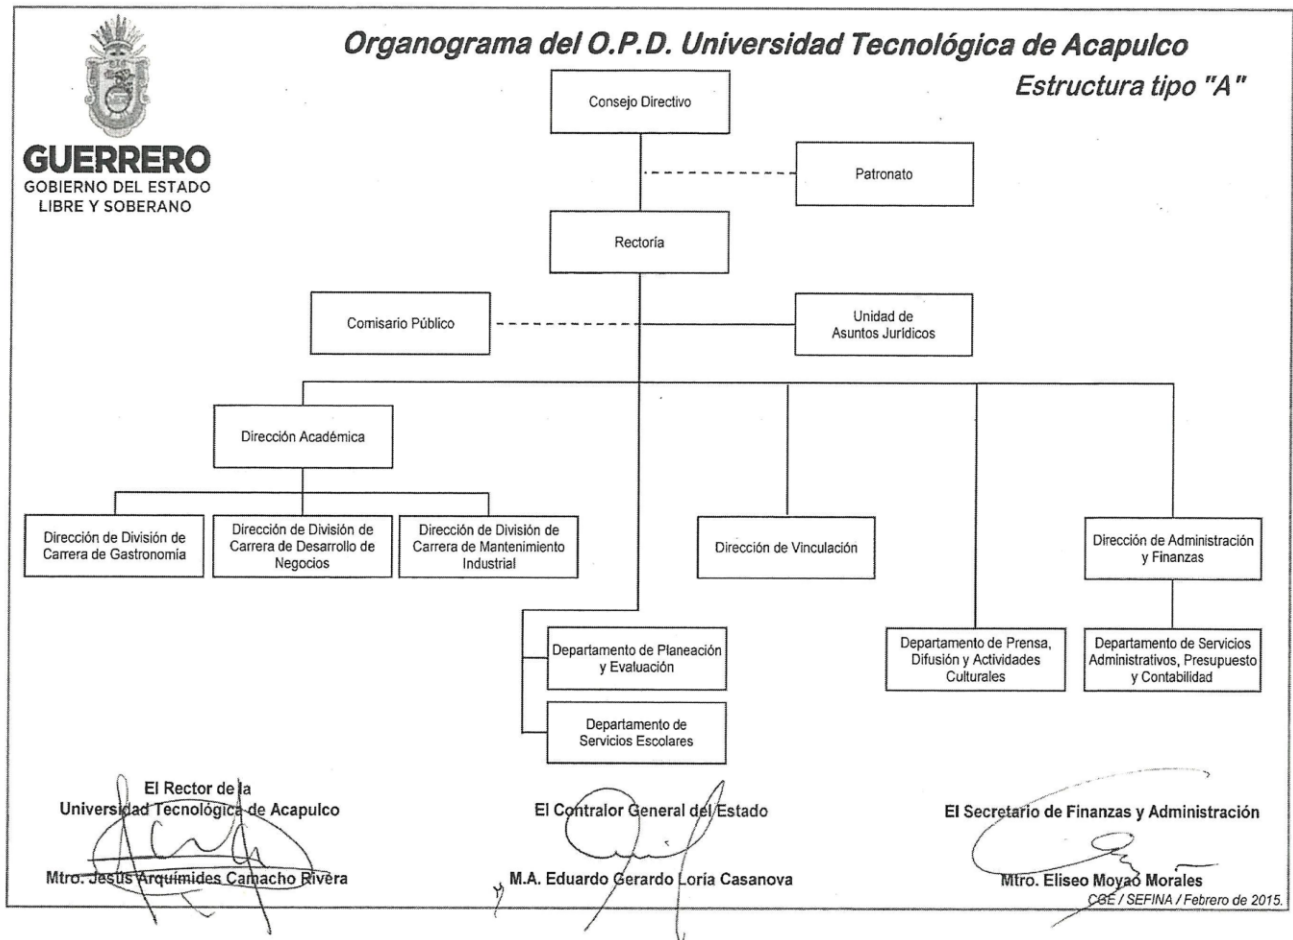 Organograma del O.P.D. Universidad Tecnológica de Acapulco
Estructura tipo "A"
GUERRERO
GOBIERNO DEL ESTADO
LIBRE Y SOBERANO
Consejo Directivo
Patronato
Rectoría
Comisario Público
Unidad de
Asuntos Jurídicos
Dirección Académica
Dirección de División de
Carrera de Gastronomía
Dirección de División de
Carrera de Desarrollo de
Negocios
Dirección de División de
Carrera de Mantenimiento
Industrial
Dirección de Vinculación
Dirección de Administración
y Finanzas
Departamento de Planeación
y Evaluación
Departamento de
Servicios Escolares
Departamento de Prensa,
Difusión y Actividades
Culturales
Departamento de Servicios
Administrativos, Presupuesto
y Contabilidad
El Rector de la
Universidad Tecnológica de Acapulco
Mtro. Jesús Arquímides Camacho Rivera
El Contralor General del Estado
M.A. Eduardo Gerardo Loría Casanova
El Secretario de Finanzas y Administración
Mtro. Eliseo Moyao Morales
CGE / SEFINA / Febrero de 2015.